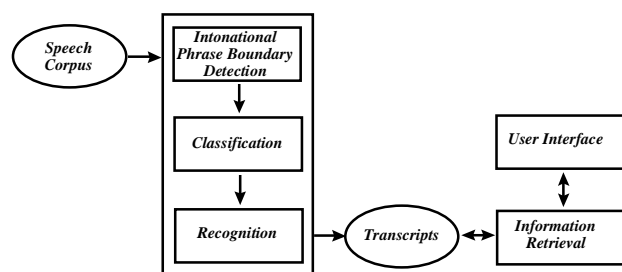 Speech
Corpus
Intonational
Phrase Boundary
Detection
Classification
Recognition
Transcripts
User Interface
Information
Retrieval